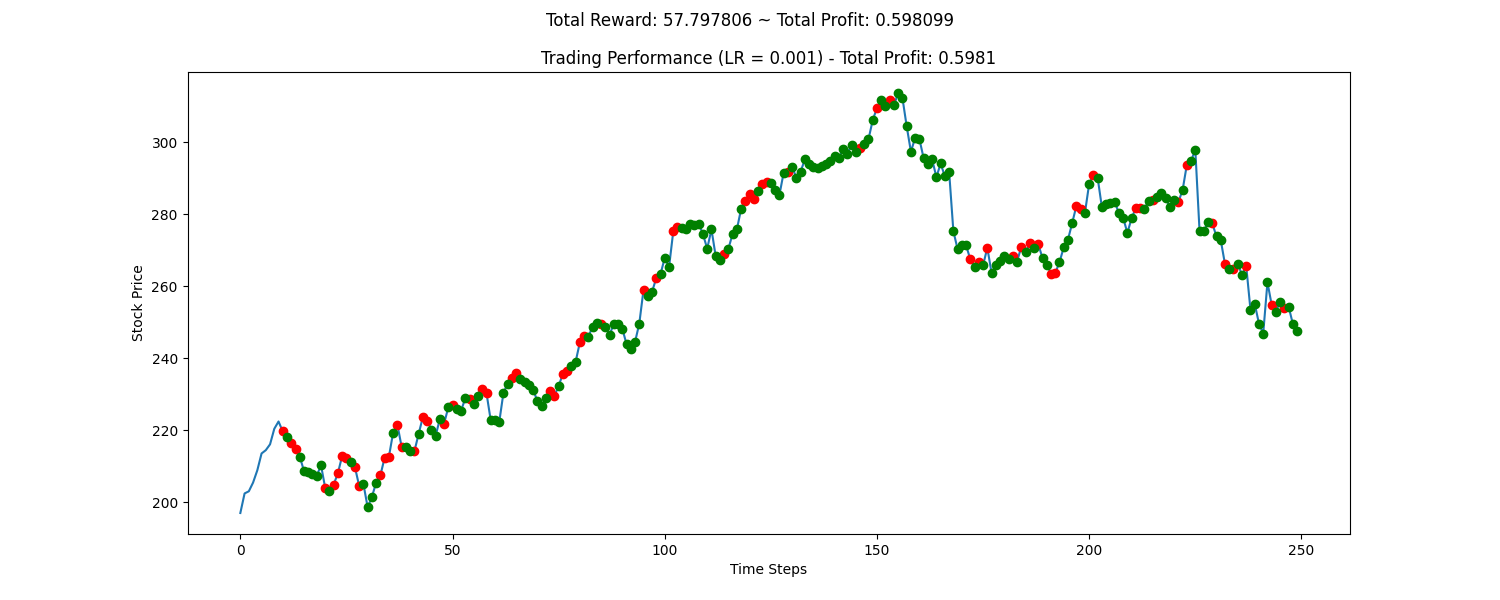 Total Reward: 57.797806 ~ Total Profit: 0.598099
Trading Performance (LR = 0.001) - Total Profit: 0.5981
300
280
260
240
220
200
Stock Price
0 50 100 150 200 250
Time Steps